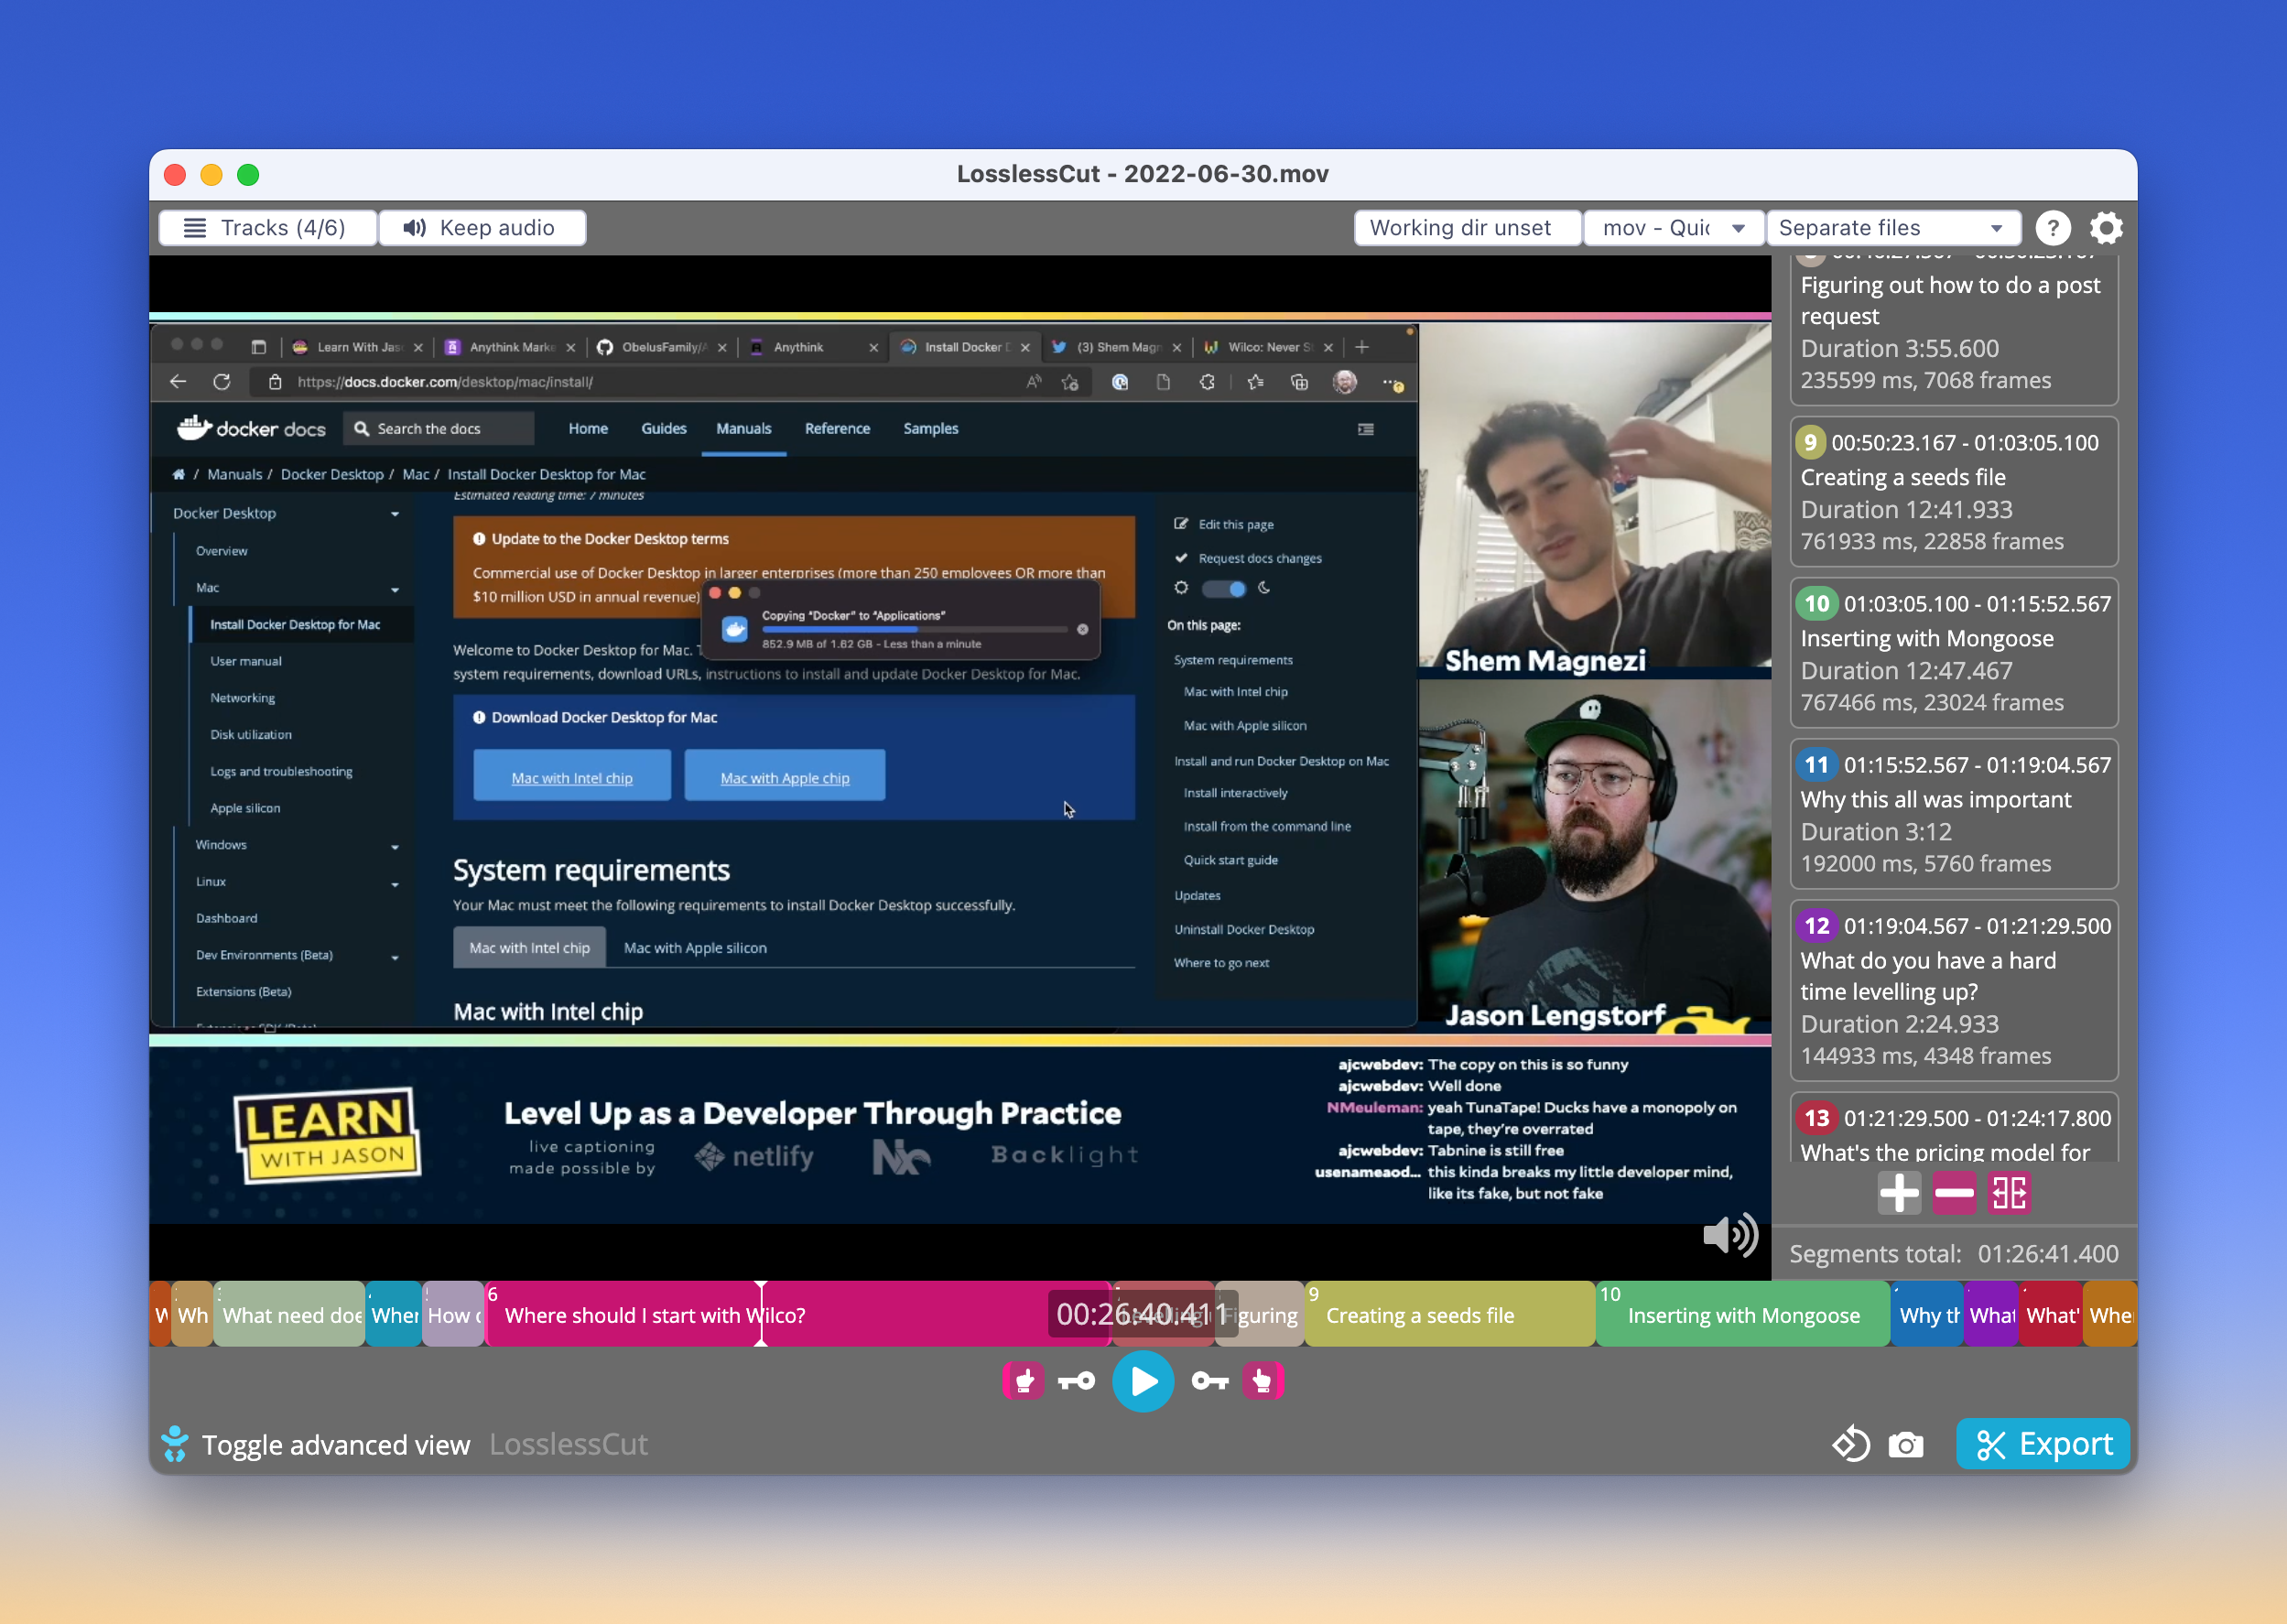 LosslessCut - 2022-06-30.mov
Tracks (4/6)
Keep audio
Working dir unset
mov - Quic
Separate files
?
Learn With Jas
Anythink Marke
ObelusFamily/A
Anythink
Install Docker D
(3) Shem Magn
Wilco: Never S
https://docs.docker.com/desktop/mac/install/
docker docs
Search the docs
Home
Guides
Manuals
Reference
Samples
/ Manuals / Docker Desktop / Mac / Install Docker Desktop for Mac
Docker Desktop
Overview
Mac
Install Docker Desktop for Mac
User manual
Networking
Disk utilization
Logs and troubleshooting
Apple silicon
Windows
Linux
Dashboard
Dev Environments (Beta)
Extensions (Beta)
Estimated reading time: 7 minutes
Update to the Docker Desktop terms
Commercial use of Docker Desktop in larger enterprises (more than 250 employees OR more than
$10 million USD in annual revenue)
Copying "Docker" to "Applications"
852.9 MB of 1.62 GB - Less than a minute
Welcome to Docker Desktop for Mac.
system requirements, download URLs, instructions to install and update Docker Desktop for Mac.
Download Docker Desktop for Mac
Mac with Intel chip
Mac with Apple chip
System requirements
Your Mac must meet the following requirements to install Docker Desktop successfully.
Mac with Intel chip
Mac with Apple silicon
Mac with Intel chip
Edit this page
Request docs changes
On this page:
System requirements
Mac with Intel chip
Mac with Apple silicon
Install and run Docker Desktop on Mac
Install interactively
Install from the command line
Quick start guide
Updates
Uninstall Docker Desktop
Where to go next
Shem Magnezi
Jason Lengstorf
LEARN
WITH JASON
Level Up as a Developer Through Practice
live captioning
made possible by
netlify
Nx
Backlight
ajcwebdev: The copy on this is so funny
ajcwebdev: Well done
NMeuleman: yeah TunaTape! Ducks have a monopoly on
tape, they're overrated
ajcwebdev: Tabnine is still free
usenameaod... this kinda breaks my little developer mind,
like its fake, but not fake
Figuring out how to do a post
request
Duration 3:55.600
235599 ms, 7068 frames
9 00:50:23.167 - 01:03:05.100
Creating a seeds file
Duration 12:41.933
761933 ms, 22858 frames
10 01:03:05.100 - 01:15:52.567
Inserting with Mongoose
Duration 12:47.467
767466 ms, 23024 frames
11 01:15:52.567 - 01:19:04.567
Why this all was important
Duration 3:12
192000 ms, 5760 frames
12 01:19:04.567 - 01:21:29.500
What do you have a hard
time levelling up?
Duration 2:24.933
144933 ms, 4348 frames
13 01:21:29.500 - 01:24:17.800
What's the pricing model for
Segments total: 01:26:41.400
W
Wh
What need doe
Wher
How
6
Where should I start with Wilco?
00:26:40.411
Figuring
9
Creating a seeds file
10
Inserting with Mongoose
Why th
What
What'
Whe
Toggle advanced view
LosslessCut
Export